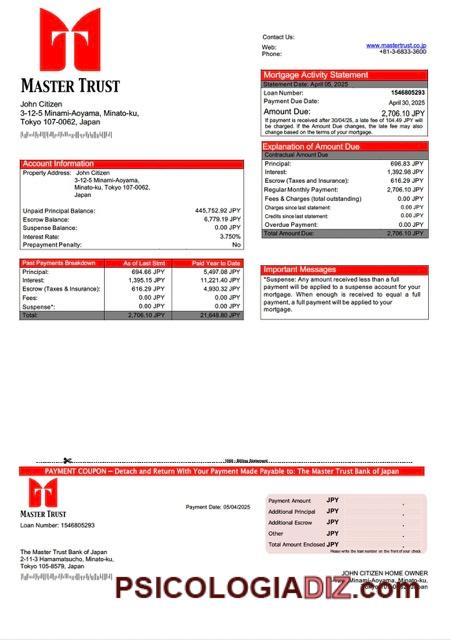 MASTER TRUST
Contact Us:
Web: www.mastertrust.co.jp
Phone: +81-3-6833-3600
John Citizen
3-12-5 Minami-Aoyama, Minato-ku,
Tokyo 107-0062, Japan
Mortgage Activity Statement
Statement Date: April 05, 2025
Loan Number: 1546805293
Payment Due Date: April 30, 2025
Amount Due: 2,706.10 JPY
If payment is received after 30/04/25, a late fee of 104.49 JPY will
be charged. If the Amount Due changes, the late fee may also
change based on the terms of your mortgage.
Explanation of Amount Due
Contractual Amount Due
Principal: 696.83 JPY
Interest: 1,392.98 JPY
Escrow (Taxes and Insurance): 616.29 JPY
Regular Monthly Payment: 2,706.10 JPY
Fees & Charges (total outstanding) 0.00 JPY
Charges since last statement: 0.00 JPY
Credits since last statement: 0.00 JPY
Overdue Payment: 0.00 JPY
Total Amount Due: 2,706.10 JPY
Account Information
Property Address: John Citizen
3-12-5 Minami-Aoyama,
Minato-ku, Tokyo 107-0062,
Japan
Unpaid Principal Balance: 445,752.92 JPY
Escrow Balance: 6,779.19 JPY
Suspense Balance: 0.00 JPY
Interest Rate: 3.750%
Prepayment Penalty: No
Past Payments Breakdown As of Last Stmt Paid Year to Date
Principal: 694.66 JPY 5,497.08 JPY
Interest: 1,395.15 JPY 11,221.40 JPY
Escrow (Taxes & Insurance): 616.29 JPY 4,930.32 JPY
Fees: 0.00 JPY 0.00 JPY
Suspense*: 0.00 JPY 0.00 JPY
Total: 2,706.10 JPY 21,648.80 JPY
Important Messages
*Suspense: Any amount received less than a full
payment will be applied to a suspense account for your
mortgage. When enough is received to equal a full
payment, a full payment will be applied to your
mortgage.
PAYMENT COUPON – Detach and Return With Your Payment Made Payable to: The Master Trust Bank of Japan
MASTER TRUST
Loan Number: 1546805293
Payment Date: 05/04/2025
Payment Amount JPY .
Additional Principal JPY .
Additional Escrow JPY .
Other JPY .
Total Amount Enclosed JPY .
Please write the loan number on the front of your check
The Master Trust Bank of Japan
2-11-3 Hamamatsucho, Minato-ku,
Tokyo 105-8579, Japan
JOHN CITIZEN HOME OWNER
Minami-Aoyama, Minato-ku,
PSICOLOGIADIZ.com